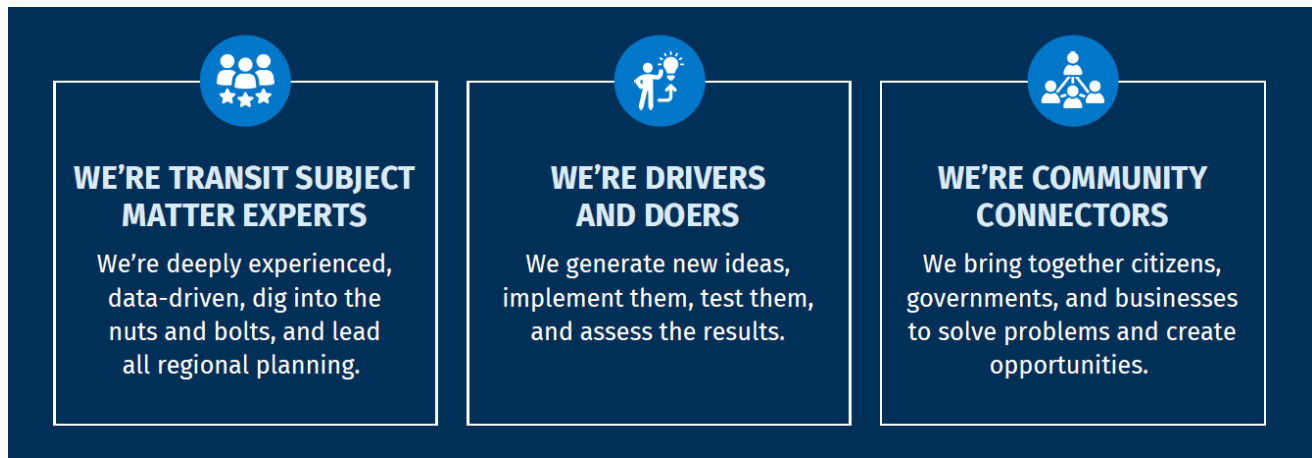 WE’RE TRANSIT SUBJECT
MATTER EXPERTS
We’re deeply experienced,
data-driven, dig into the
nuts and bolts, and lead
all regional planning.
WE’RE DRIVERS
AND DOERS
We generate new ideas,
implement them, test them,
and assess the results.
WE’RE COMMUNITY
CONNECTORS
We bring together citizens,
governments, and businesses
to solve problems and create
opportunities.